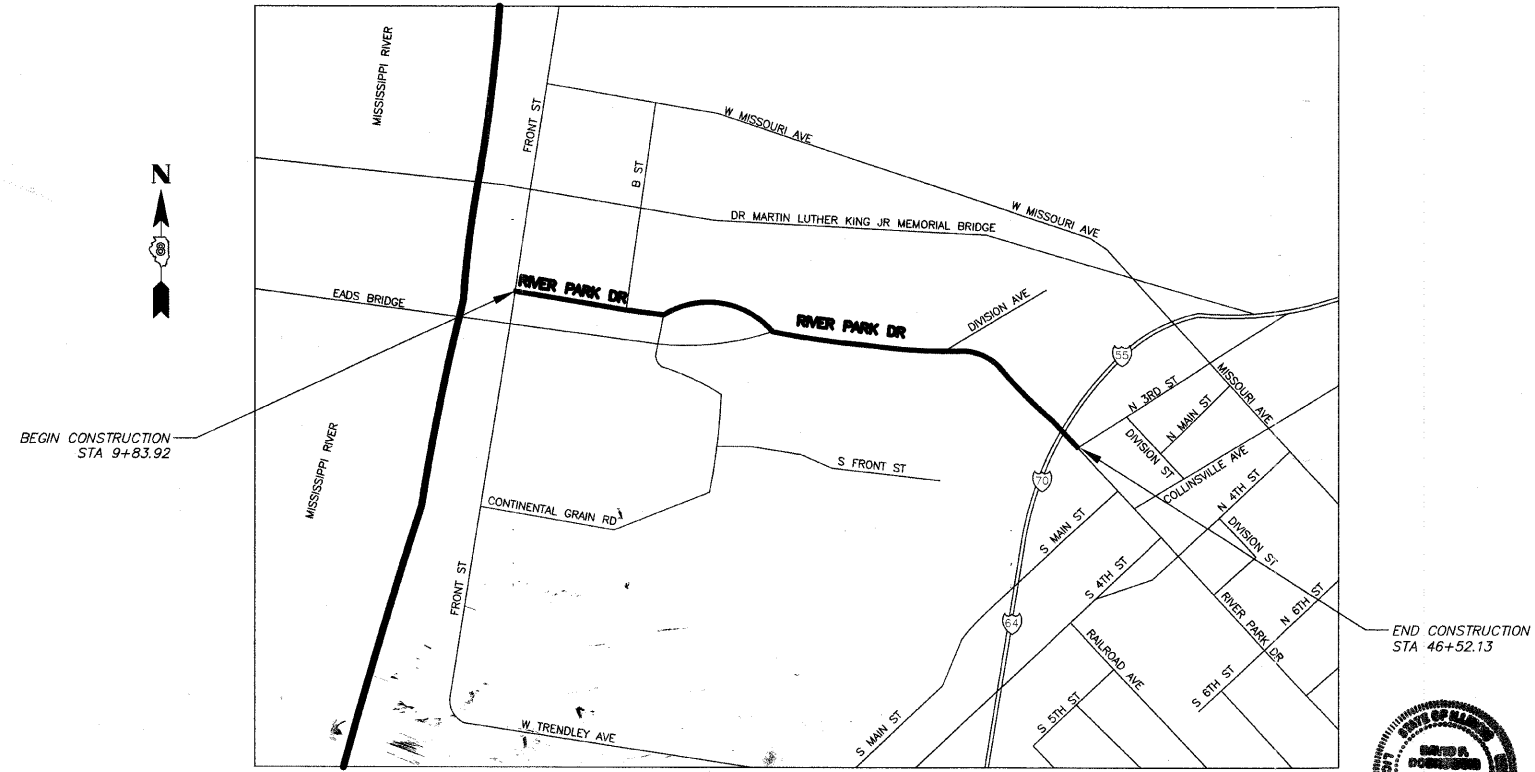 MISSISSIPPI RIVER
FRONT ST
W MISSOURI AVE
B ST
N
W MISSOURI AVE
DR MARTIN LUTHER KING JR MEMORIAL BRIDGE
RIVER PARK DR
EADS BRIDGE
DIVISION AVE
RIVER PARK DR
55
MISSOURI AVE
N 3RD ST
N MAIN ST
DIVISION ST
BEGIN CONSTRUCTION
STA 9+83.92
MISSISSIPPI RIVER
S FRONT ST
70
COLLINSVILLE AVE
N 4TH ST
CONTINENTAL GRAIN RD
S MAIN ST
DIVISION ST
FRONT ST
S 4TH ST
N 6TH ST
64
RIVER PARK DR
END CONSTRUCTION
STA 46+52.13
RAILROAD AVE
S 6TH ST
S 5TH ST
S MAIN ST
W TRENDLEY AVE
STATE OF ILLINOIS
DAVID